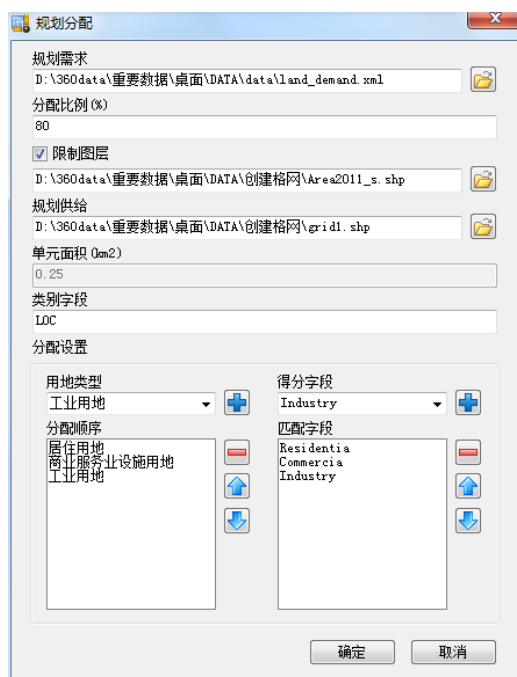 规划分配
规划需求
D:\360data\重要数据\桌面\DATA\data\land_demand.xml
分配比例(%)
80
限制图层
D:\360data\重要数据\桌面\DATA\创建格网\Area2011_s.shp
规划供给
D:\360data\重要数据\桌面\DATA\创建格网\grid1.shp
单元面积(km2)
0.25
类别字段
LOC
分配设置
用地类型
工业用地
分配顺序
居住用地
商业服务业设施用地
工业用地
得分字段
Industry
匹配字段
Residentia
Commercia
Industry
确定
取消